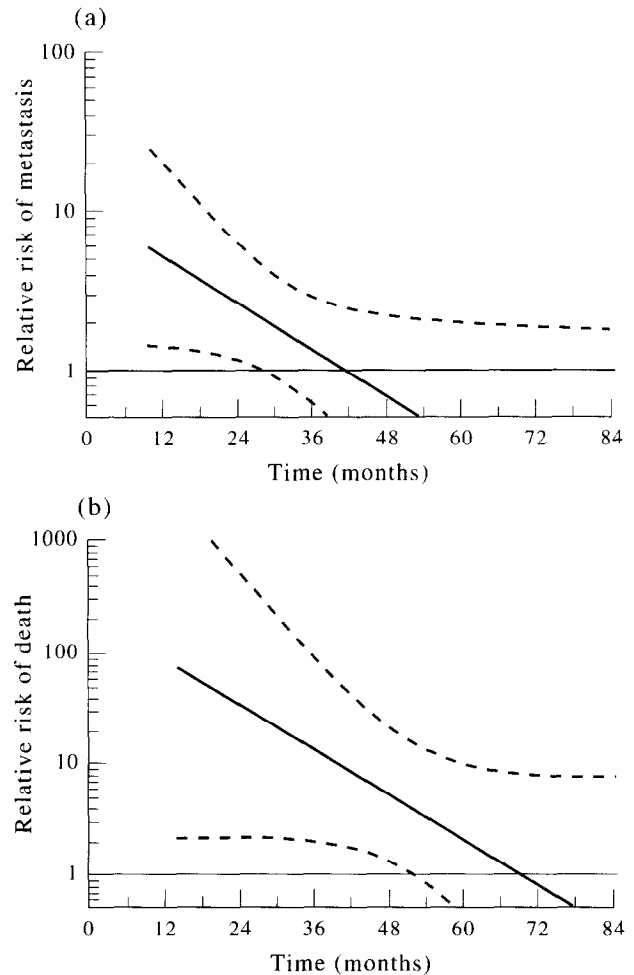 (a)
Relative risk of metastasis
100
10
1
0 12 24 36 48 60 72 84
Time (months)
(b)
Relative risk of death
1000
100
10
1
0 12 24 36 48 60 72 84
Time (months)